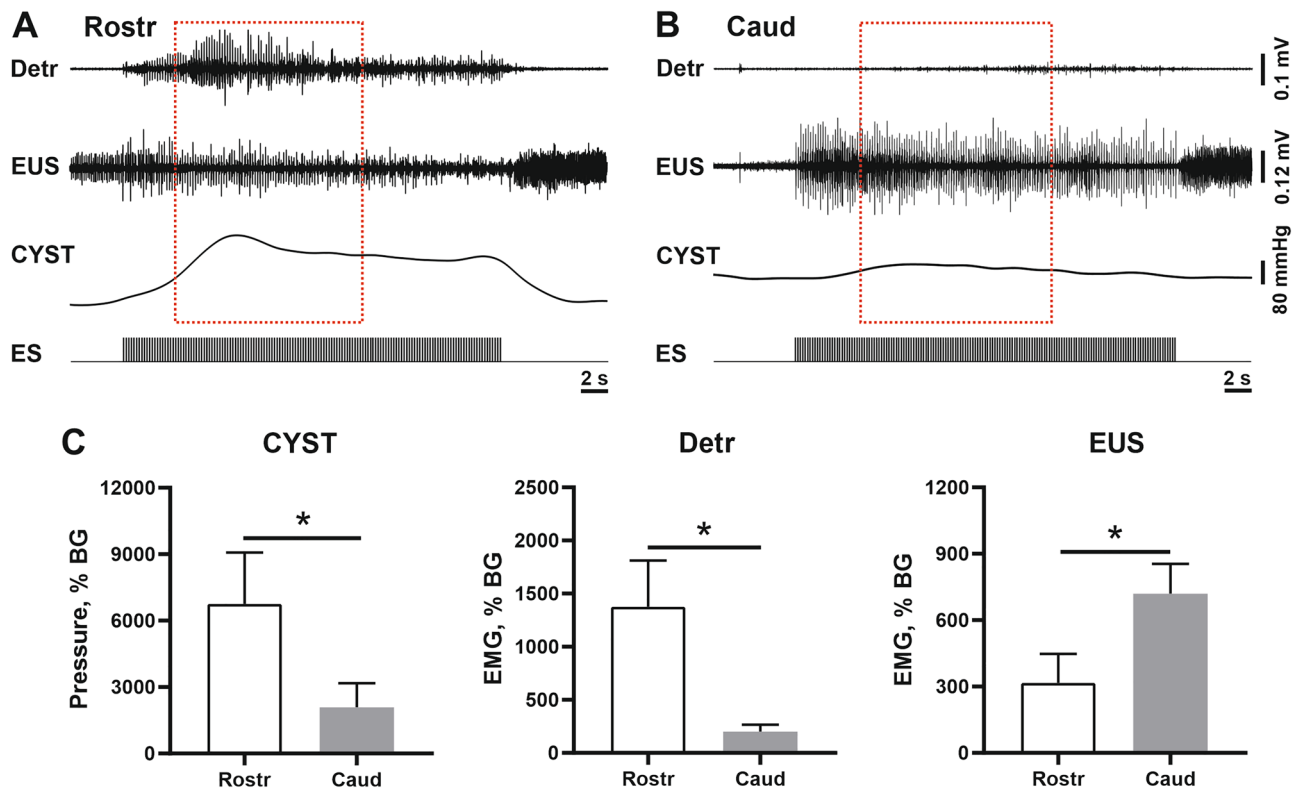 A Rostr
B Caud
Detr
Detr
0.1 mV
EUS
EUS
0.12 mV
CYST
CYST
80 mmHg
ES
ES
2 s
2 s
C
CYST
Detr
EUS
Pressure, % BG
12000
9000
6000
3000
0
*
Rostr
Caud
EMG, % BG
2500
2000
1500
1000
500
0
*
Rostr
Caud
EMG, % BG
1200
900
600
300
0
*
Rostr
Caud